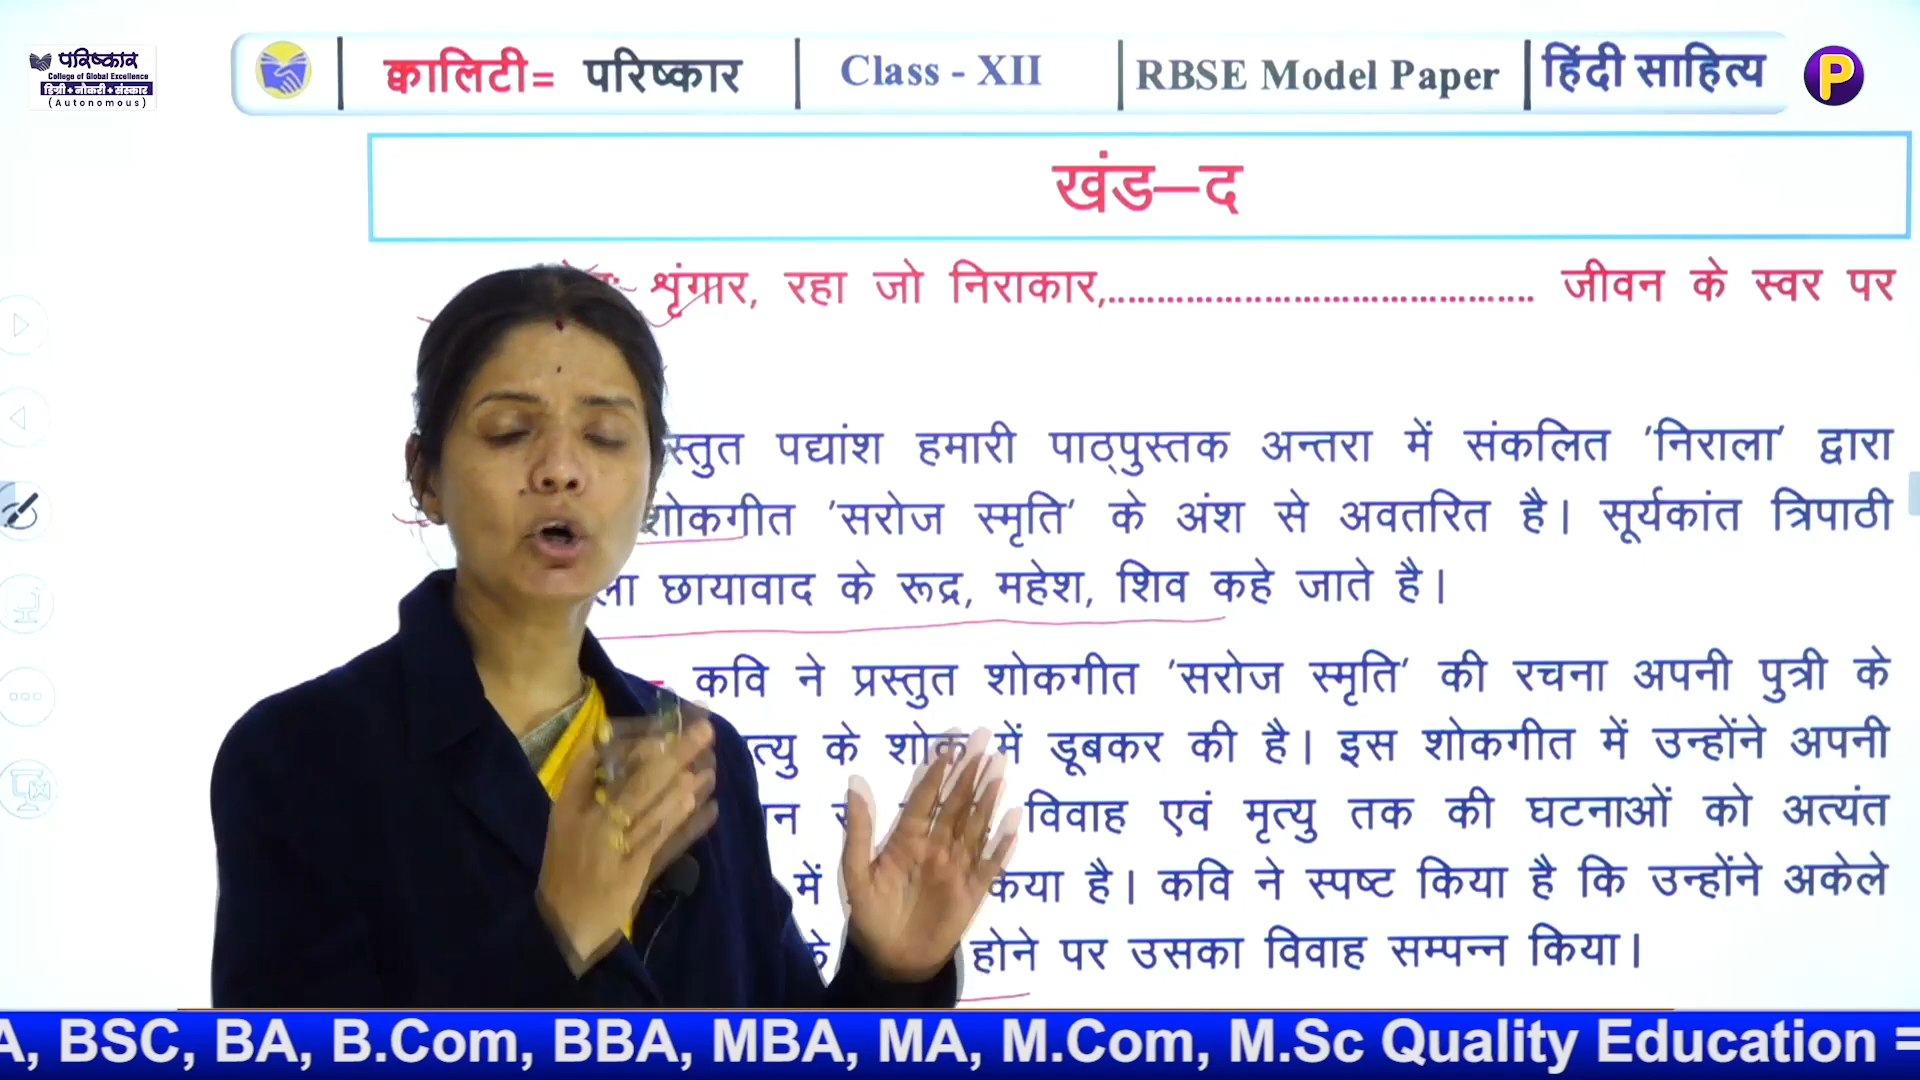 परिष्कार
College of Global Excellence
डिग्री + नौकरी + संस्कार
(Autonomous)
क्वालिटी= परिष्कार
Class - XII
RBSE Model Paper
हिंदी साहित्य
P
खंड—द
शृंगार, रहा जो निराकार,........................................... जीवन के स्वर पर
पद्यांश हमारी पाठ्पुस्तक अन्तरा में संकलित 'निराला' द्वारा
शोकगीत 'सरोज स्मृति' के अंश से अवतरित है। सूर्यकांत त्रिपाठी
छायावाद के रूद्र, महेश, शिव कहे जाते है।
कवि ने प्रस्तुत शोकगीत 'सरोज स्मृति' की रचना अपनी पुत्री के
के शोक में डूबकर की है। इस शोकगीत में उन्होंने अपनी
विवाह एवं मृत्यु तक की घटनाओं को अत्यंत
में है। कवि ने स्पष्ट किया है कि उन्होंने अकेले
होने पर उसका विवाह सम्पन्न किया।
BSC, BA, B.Com, BBA, MBA, MA, M.Com, M.Sc Quality Education =